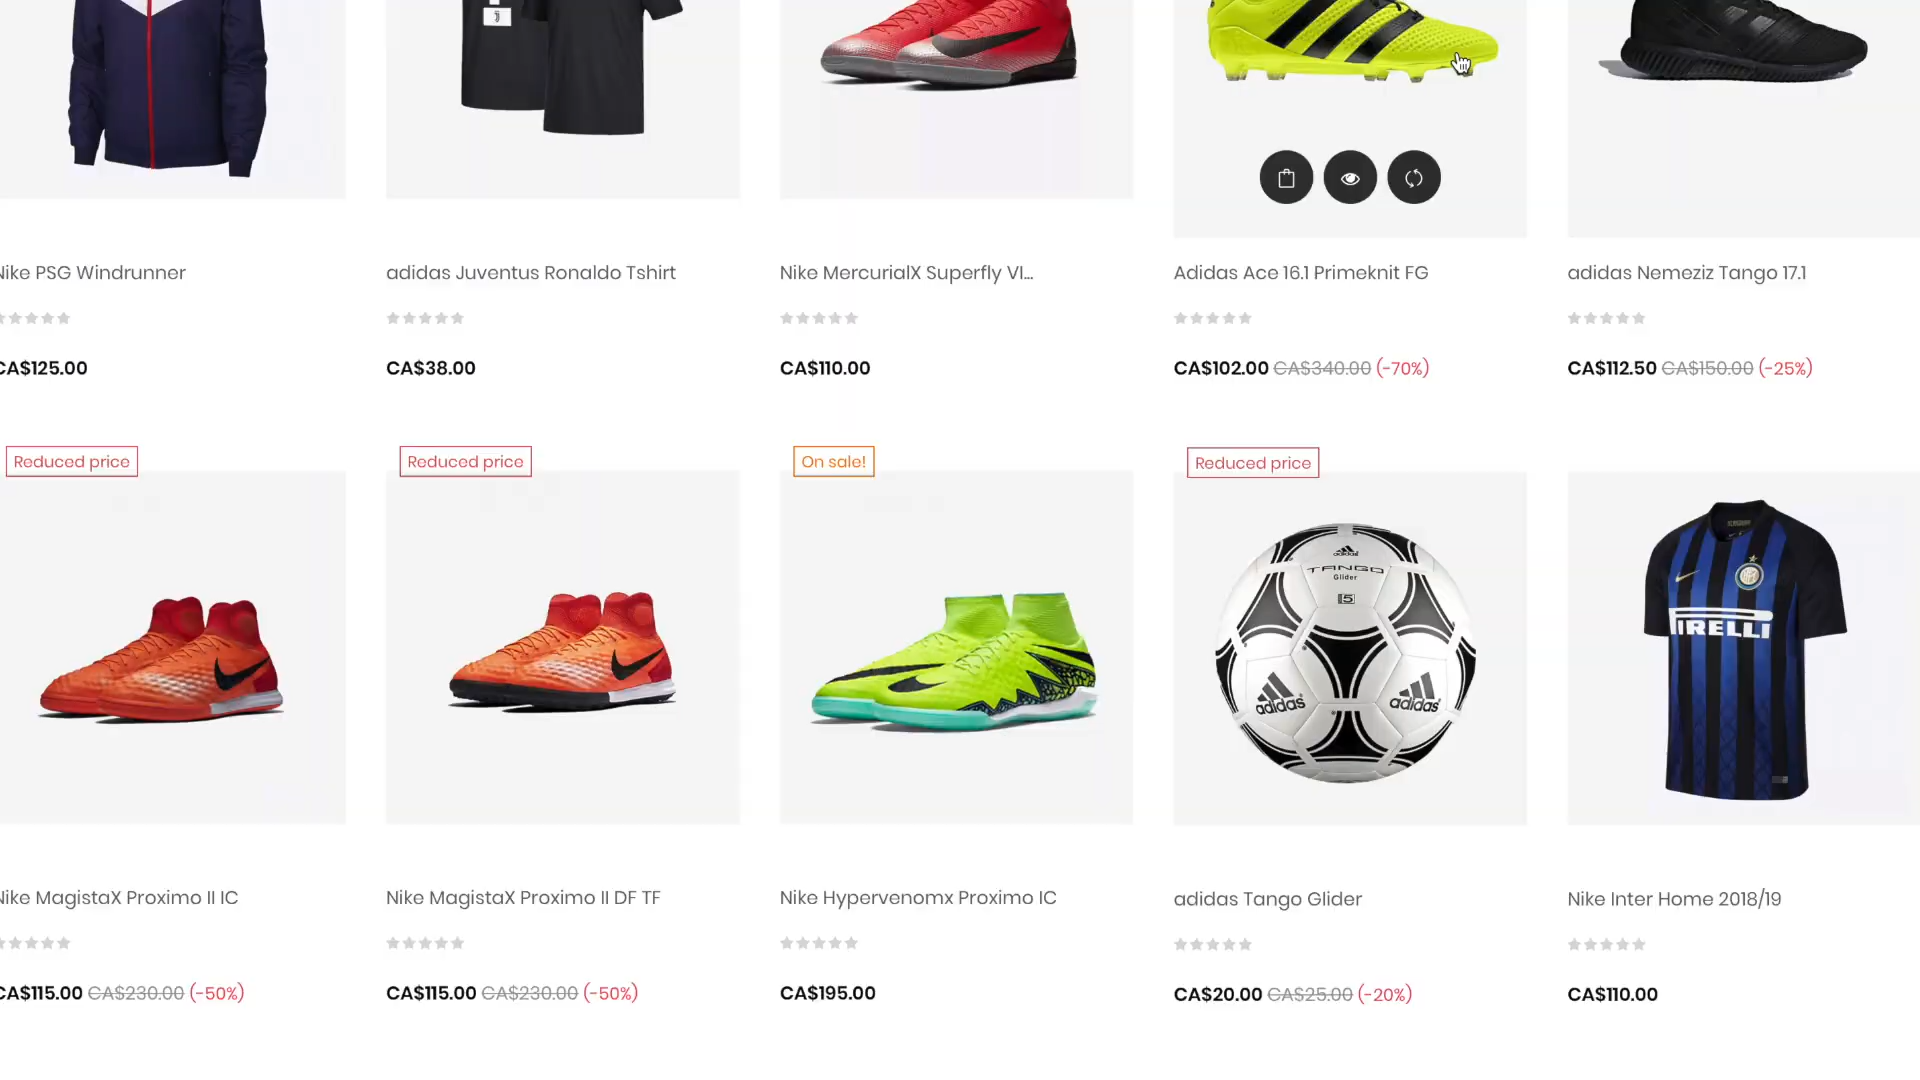 Nike PSG Windrunner
adidas Juventus Ronaldo Tshirt
Nike MercurialX Superfly VI...
Adidas Ace 16.1 Primeknit FG
adidas Nemeziz Tango 17.1
CA$125.00
CA$38.00
CA$110.00
CA$102.00 CA$340.00 (-70%)
CA$112.50 CA$150.00 (-25%)
Reduced price
Reduced price
On sale!
Reduced price
adidas
TANGO
Glider
5
adidas
adidas
PIRELLI
Nike MagistaX Proximo II IC
Nike MagistaX Proximo II DF TF
Nike Hypervenomx Proximo IC
adidas Tango Glider
Nike Inter Home 2018/19
CA$115.00 CA$230.00 (-50%)
CA$115.00 CA$230.00 (-50%)
CA$195.00
CA$20.00 CA$25.00 (-20%)
CA$110.00